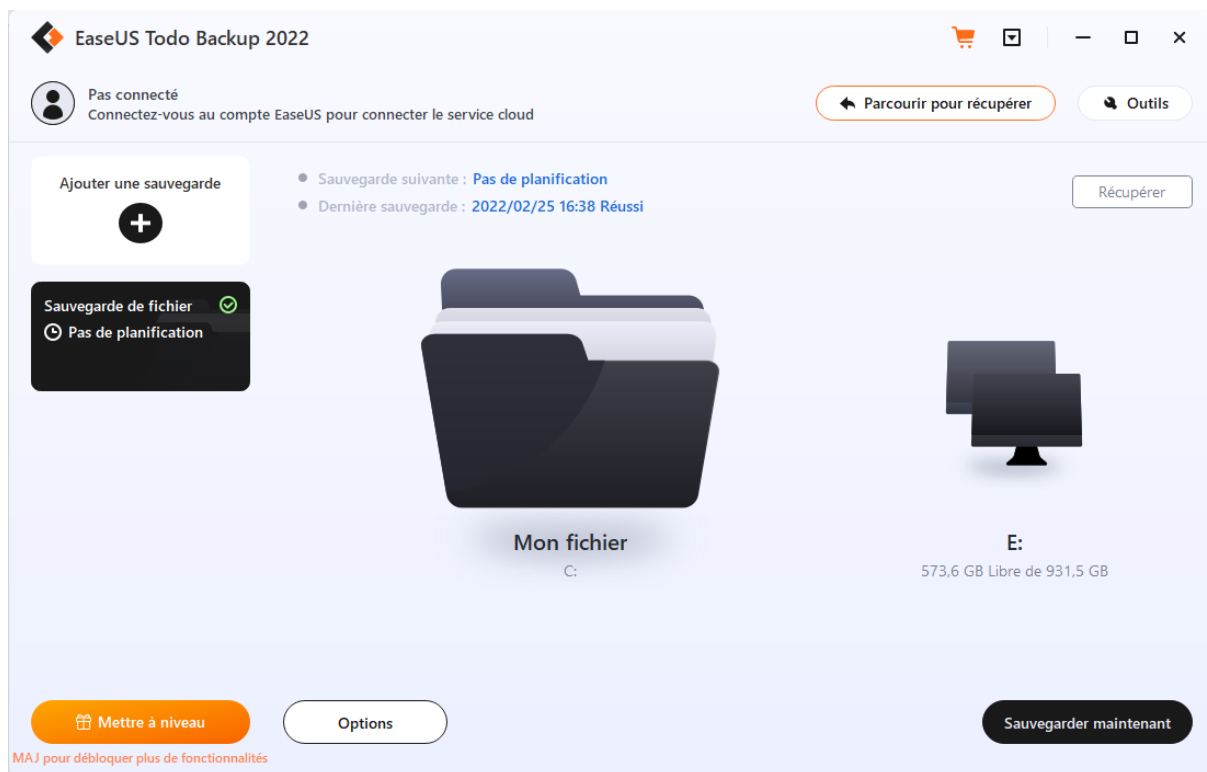 EaseUS Todo Backup 2022
Pas connecté
Connectez-vous au compte EaseUS pour connecter le service cloud
Parcourir pour récupérer
Outils
Ajouter une sauvegarde
Sauvegarde suivante : Pas de planification
Dernière sauvegarde : 2022/02/25 16:38 Réussi
Récupérer
Sauvegarde de fichier
Pas de planification
Mon fichier
C:
E:
573,6 GB Libre de 931,5 GB
Mettre à niveau
MAJ pour débloquer plus de fonctionnalités
Options
Sauvegarder maintenant